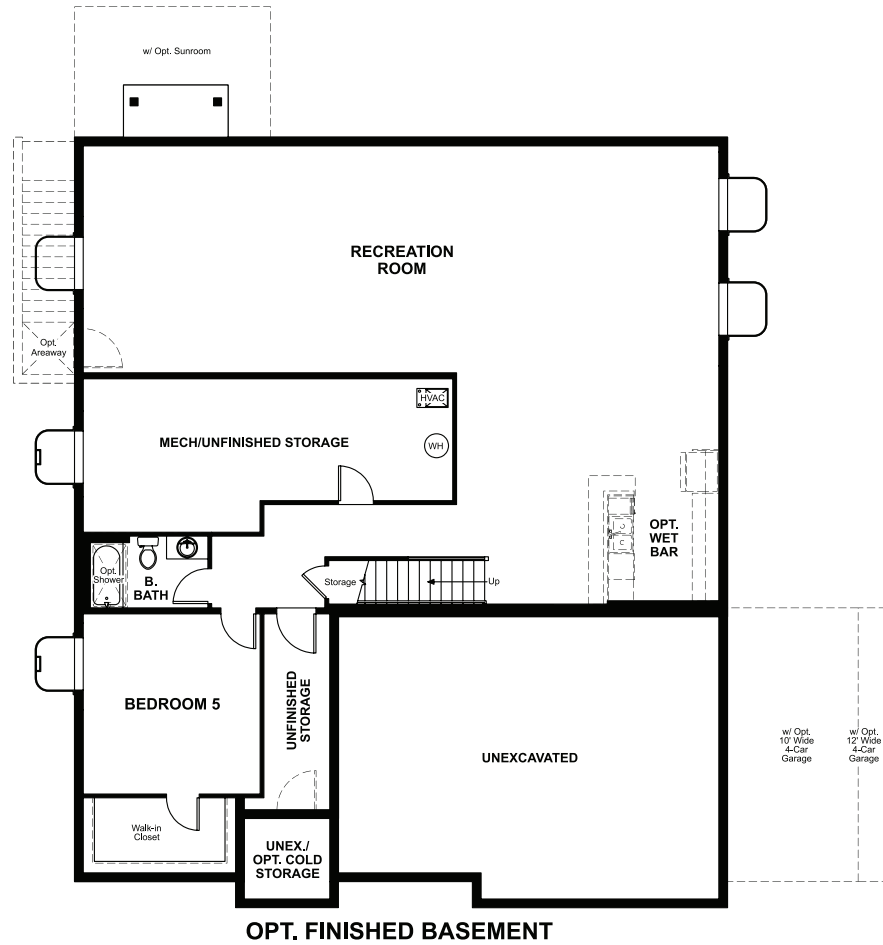 w/ Opt. Sunroom
RECREATION
ROOM
Opt.
Areaway
HVAC
MECH/UNFINISHED STORAGE
WH
OPT.
WET
BAR
Opt.
Shower
B.
BATH
Storage
Up
BEDROOM 5
UNFINISHED
STORAGE
UNEXCAVATED
w/ Opt.
10' Wide
4-Car
Garage
w/ Opt.
12' Wide
4-Car
Garage
Walk-in
Closet
UNEX./
OPT. COLD
STORAGE
OPT. FINISHED BASEMENT